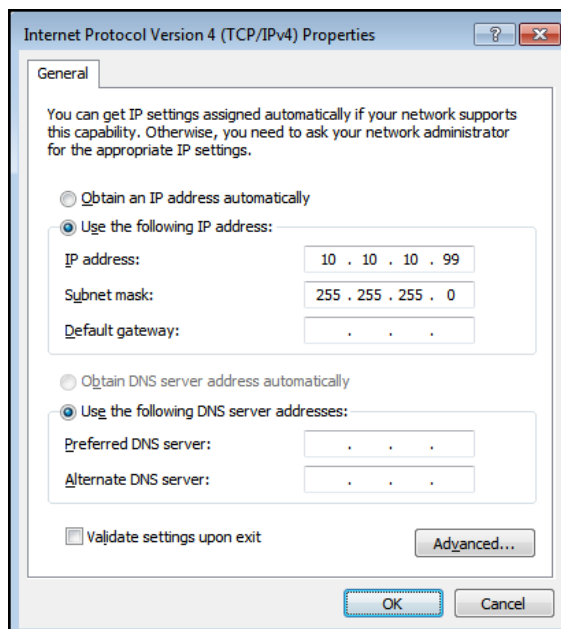 Internet Protocol Version 4 (TCP/IPv4) Properties
?
General
You can get IP settings assigned automatically if your network supports
this capability. Otherwise, you need to ask your network administrator
for the appropriate IP settings.
Obtain an IP address automatically
Use the following IP address:
IP address: 10 . 10 . 10 . 99
Subnet mask: 255 . 255 . 255 . 0
Default gateway: . . .
Obtain DNS server address automatically
Use the following DNS server addresses:
Preferred DNS server: . . .
Alternate DNS server: . . .
Validate settings upon exit
Advanced...
OK Cancel